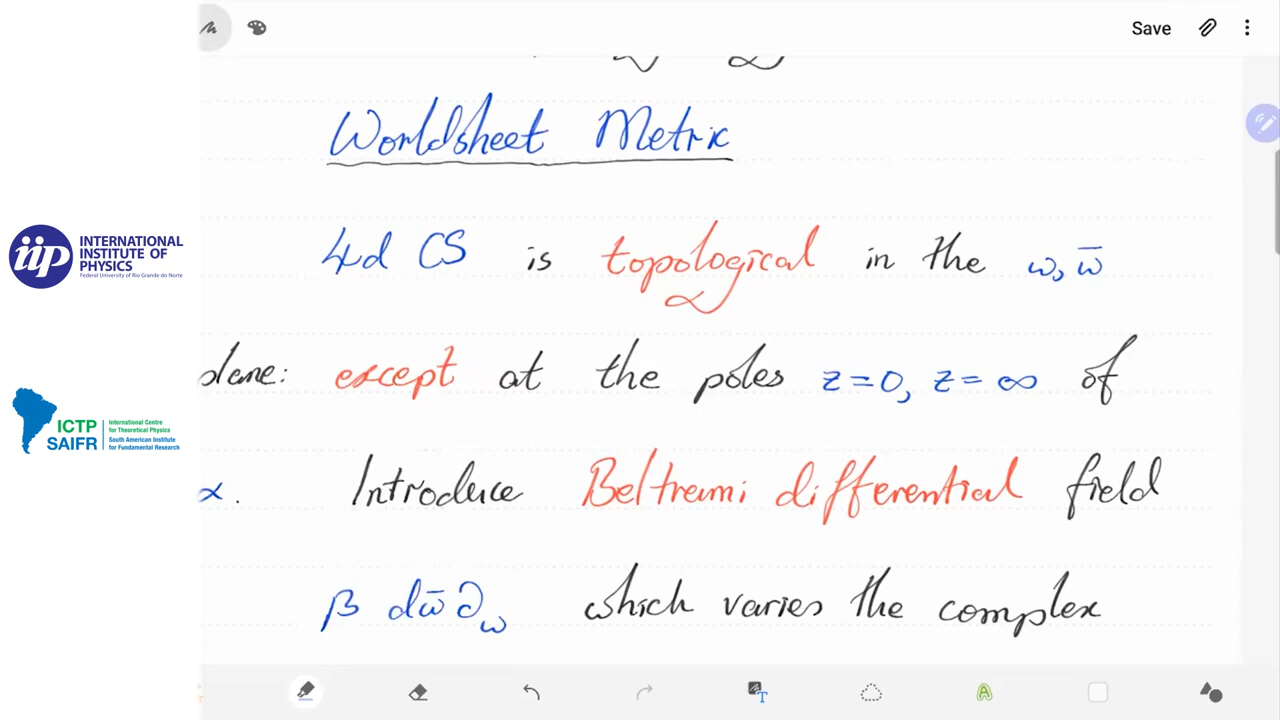 Save
Worldsheet Metric
4d CS is topological in the w, w̄
plane: except at the poles z=0, z=∞ of
α. Introduce Beltrami differential field
β dw̄ ∂w which varies the complex
iip INTERNATIONAL
INSTITUTE OF
PHYSICS
Federal University of Rio Grande do Norte
ICTP
SAIFR
International Centre
for Theoretical Physics
South American Institute
for Fundamental Research
T
A